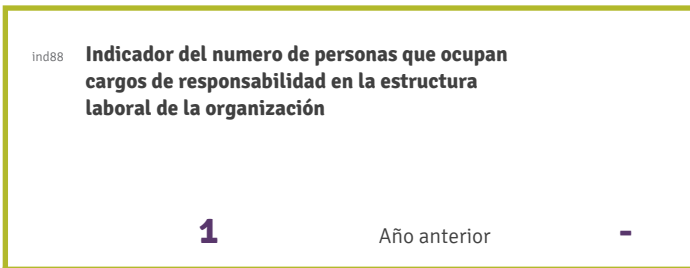 ind88 Indicador del numero de personas que ocupan
cargos de responsabilidad en la estructura
laboral de la organización
1 Año anterior -